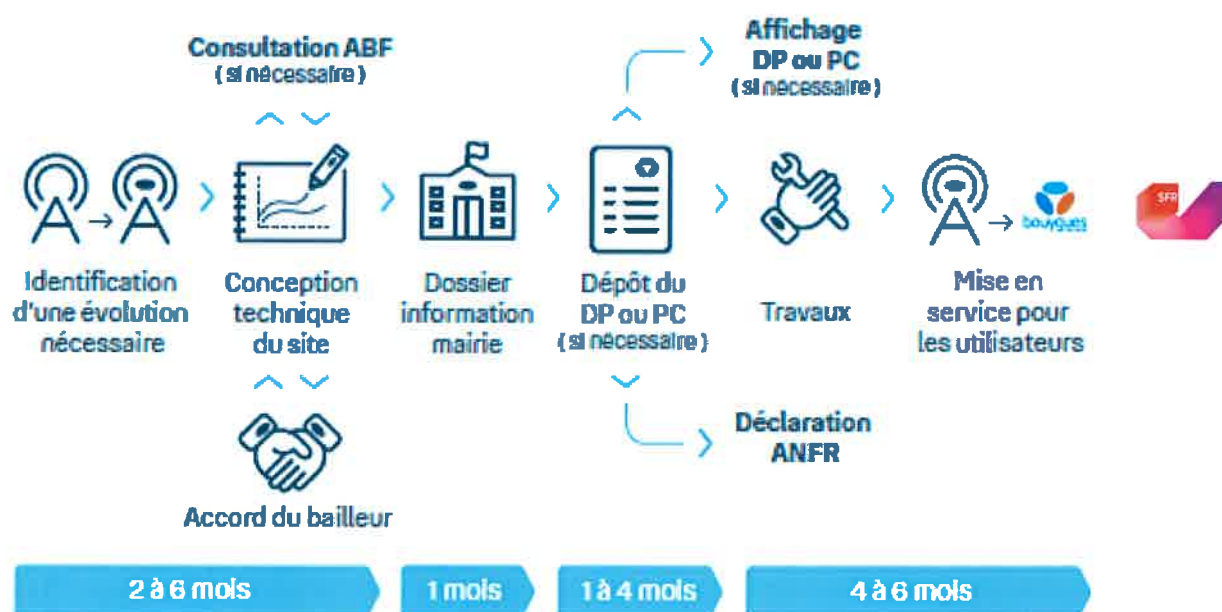 Consultation ABF
( si nécessaire )
Affichage
DP ou PC
( si nécessaire )
Identification
d'une évolution
nécessaire
Conception
technique
du site
Dossier
information
mairie
Dépôt du
DP ou PC
( si nécessaire )
Travaux
Mise en
service pour
les utilisateurs
bouygues
SFR
Accord du bailleur
Déclaration
ANFR
2 à 6 mois
1 mois
1 à 4 mois
4 à 6 mois